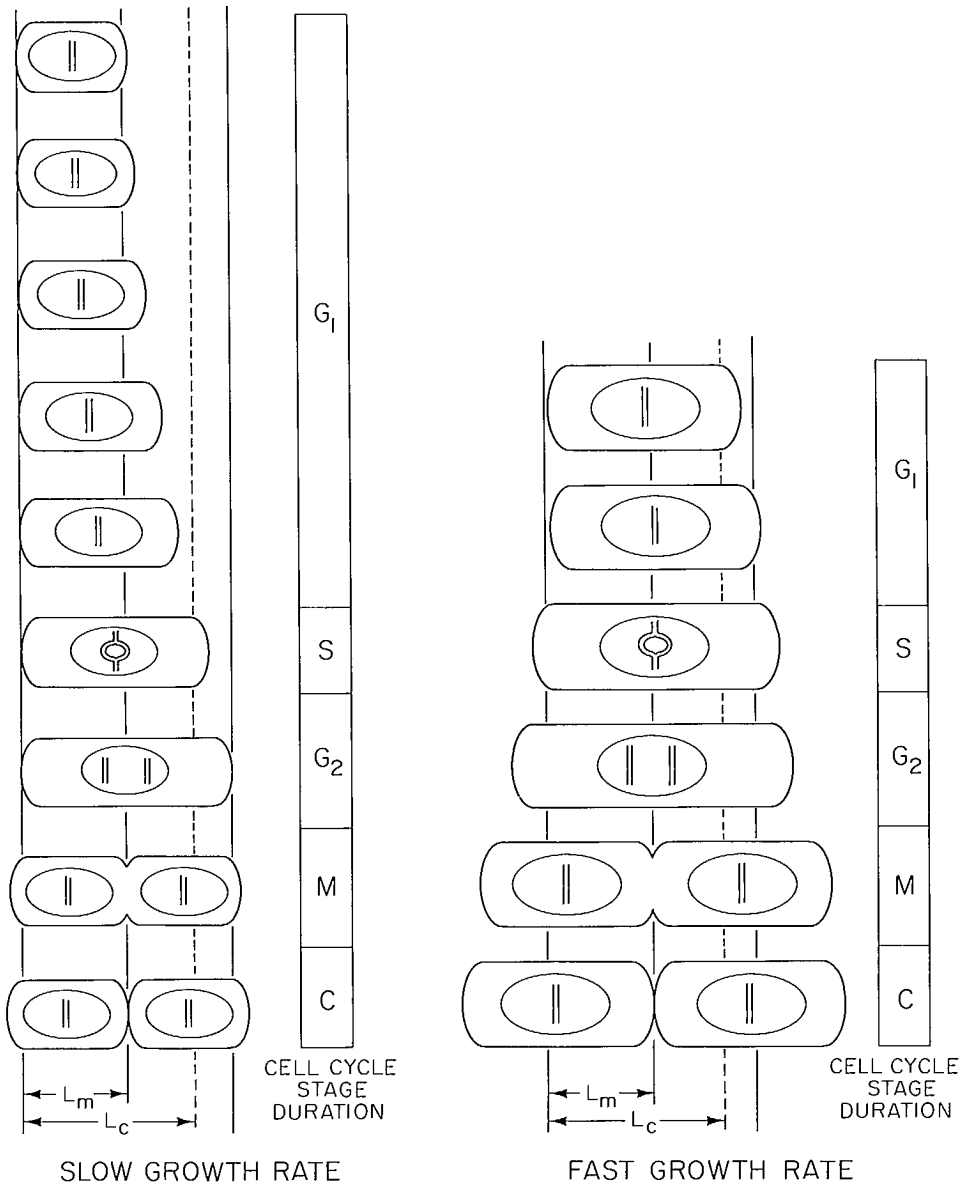 G1
S
G2
M
C
CELL CYCLE
STAGE
DURATION
Lm
Lc
SLOW GROWTH RATE
G1
S
G2
M
C
CELL CYCLE
STAGE
DURATION
Lm
Lc
FAST GROWTH RATE